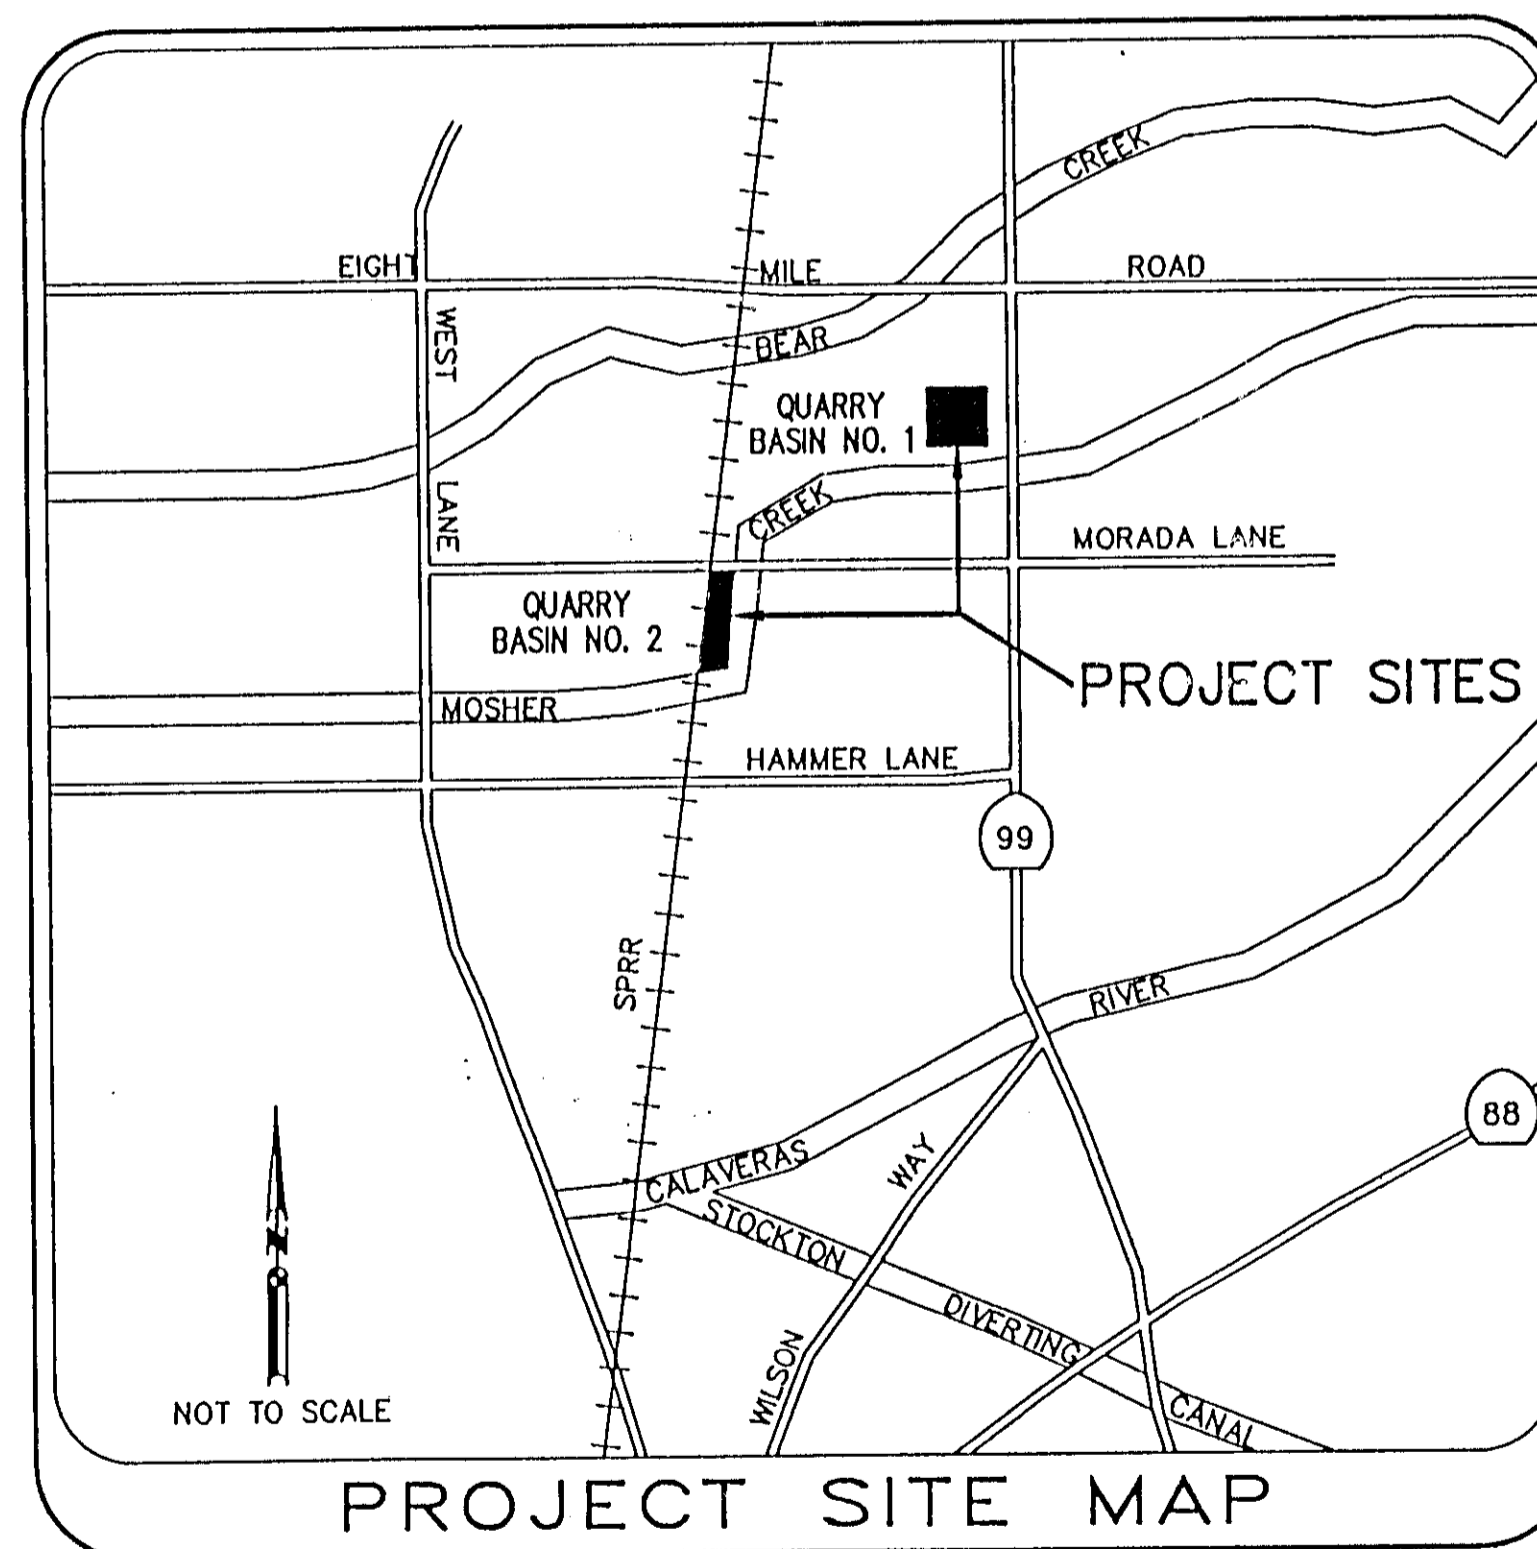 CREEK
EIGHT
MILE
ROAD
WEST
BEAR
QUARRY
BASIN NO. 1
LANE
CREEK
MORADA LANE
QUARRY
BASIN NO. 2
PROJECT SITES
MOSHER
HAMMER LANE
99
SPRR
RIVER
88
CALAVERAS
WAY
STOCKTON
N
DIVERTING
WILSON
CANAL
NOT TO SCALE
PROJECT SITE MAP